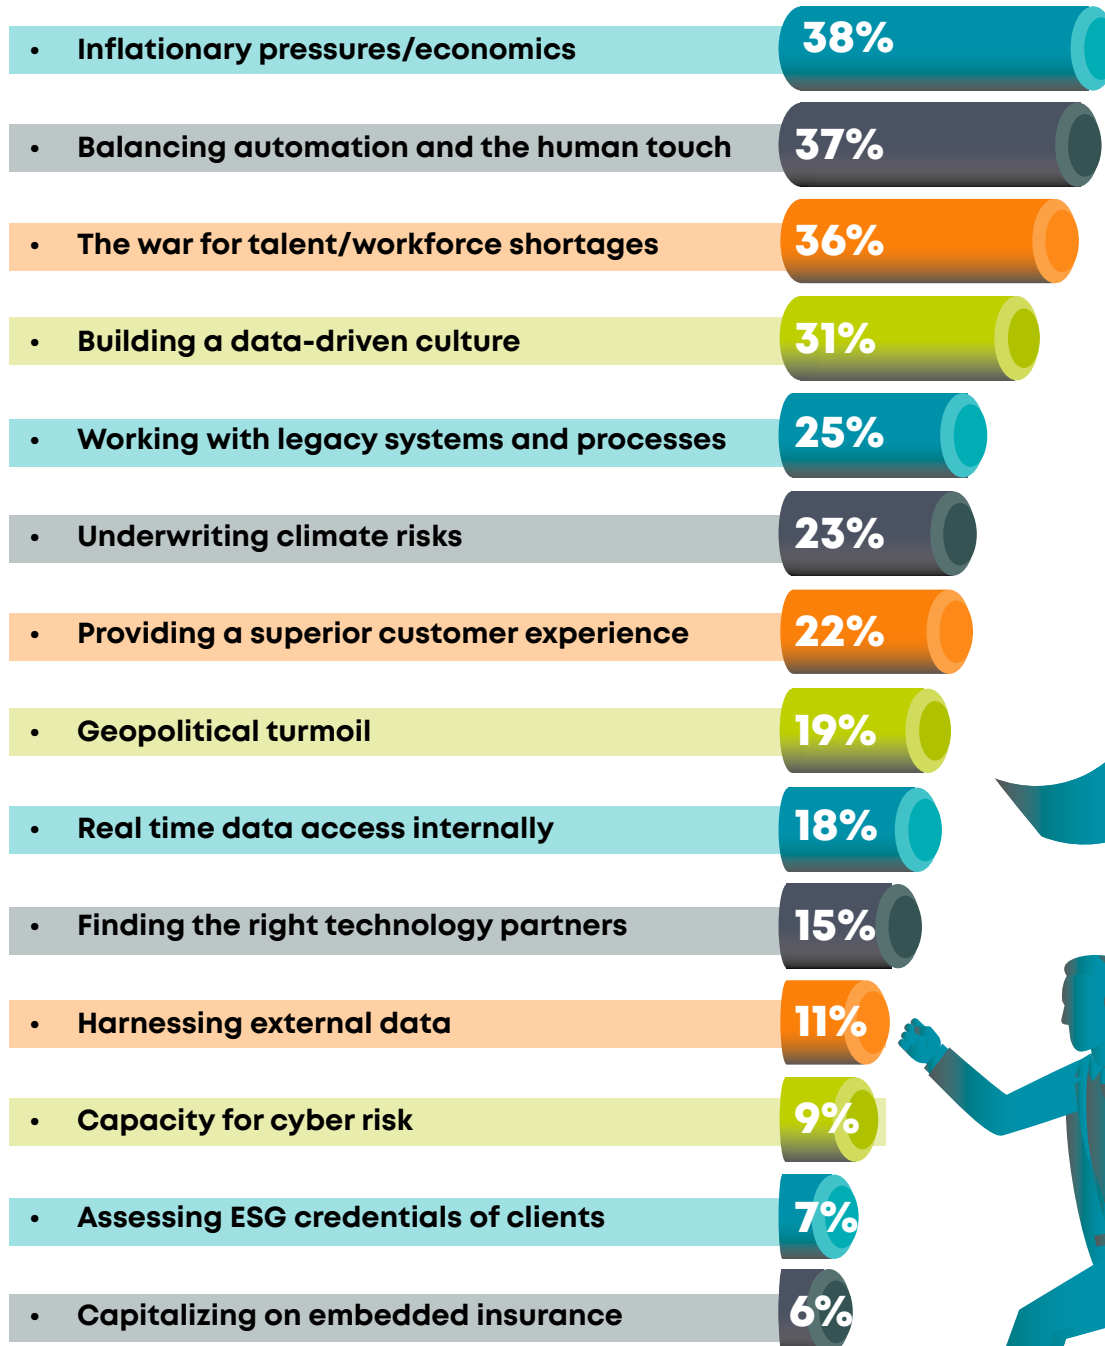 • Inflationary pressures/economics 38%
• Balancing automation and the human touch 37%
• The war for talent/workforce shortages 36%
• Building a data-driven culture 31%
• Working with legacy systems and processes 25%
• Underwriting climate risks 23%
• Providing a superior customer experience 22%
• Geopolitical turmoil 19%
• Real time data access internally 18%
• Finding the right technology partners 15%
• Harnessing external data 11%
• Capacity for cyber risk 9%
• Assessing ESG credentials of clients 7%
• Capitalizing on embedded insurance 6%